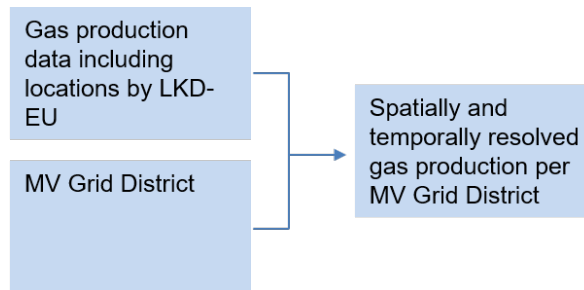 Gas production
data including
locations by LKD-
EU
MV Grid District
Spatially and
temporally resolved
gas production per
MV Grid District